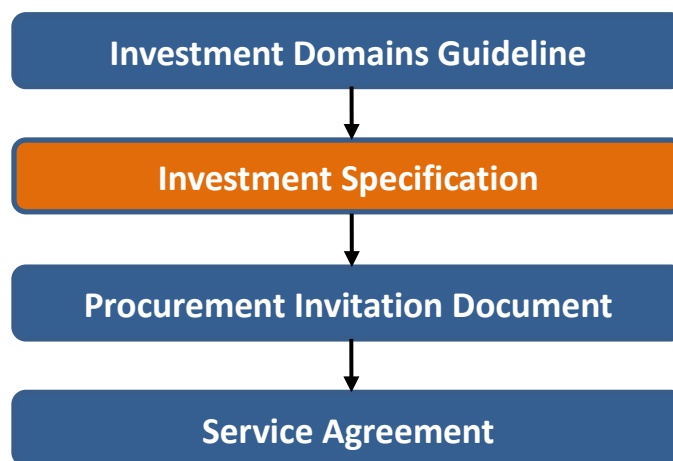 Investment Domains Guideline
Investment Specification
Procurement Invitation Document
Service Agreement